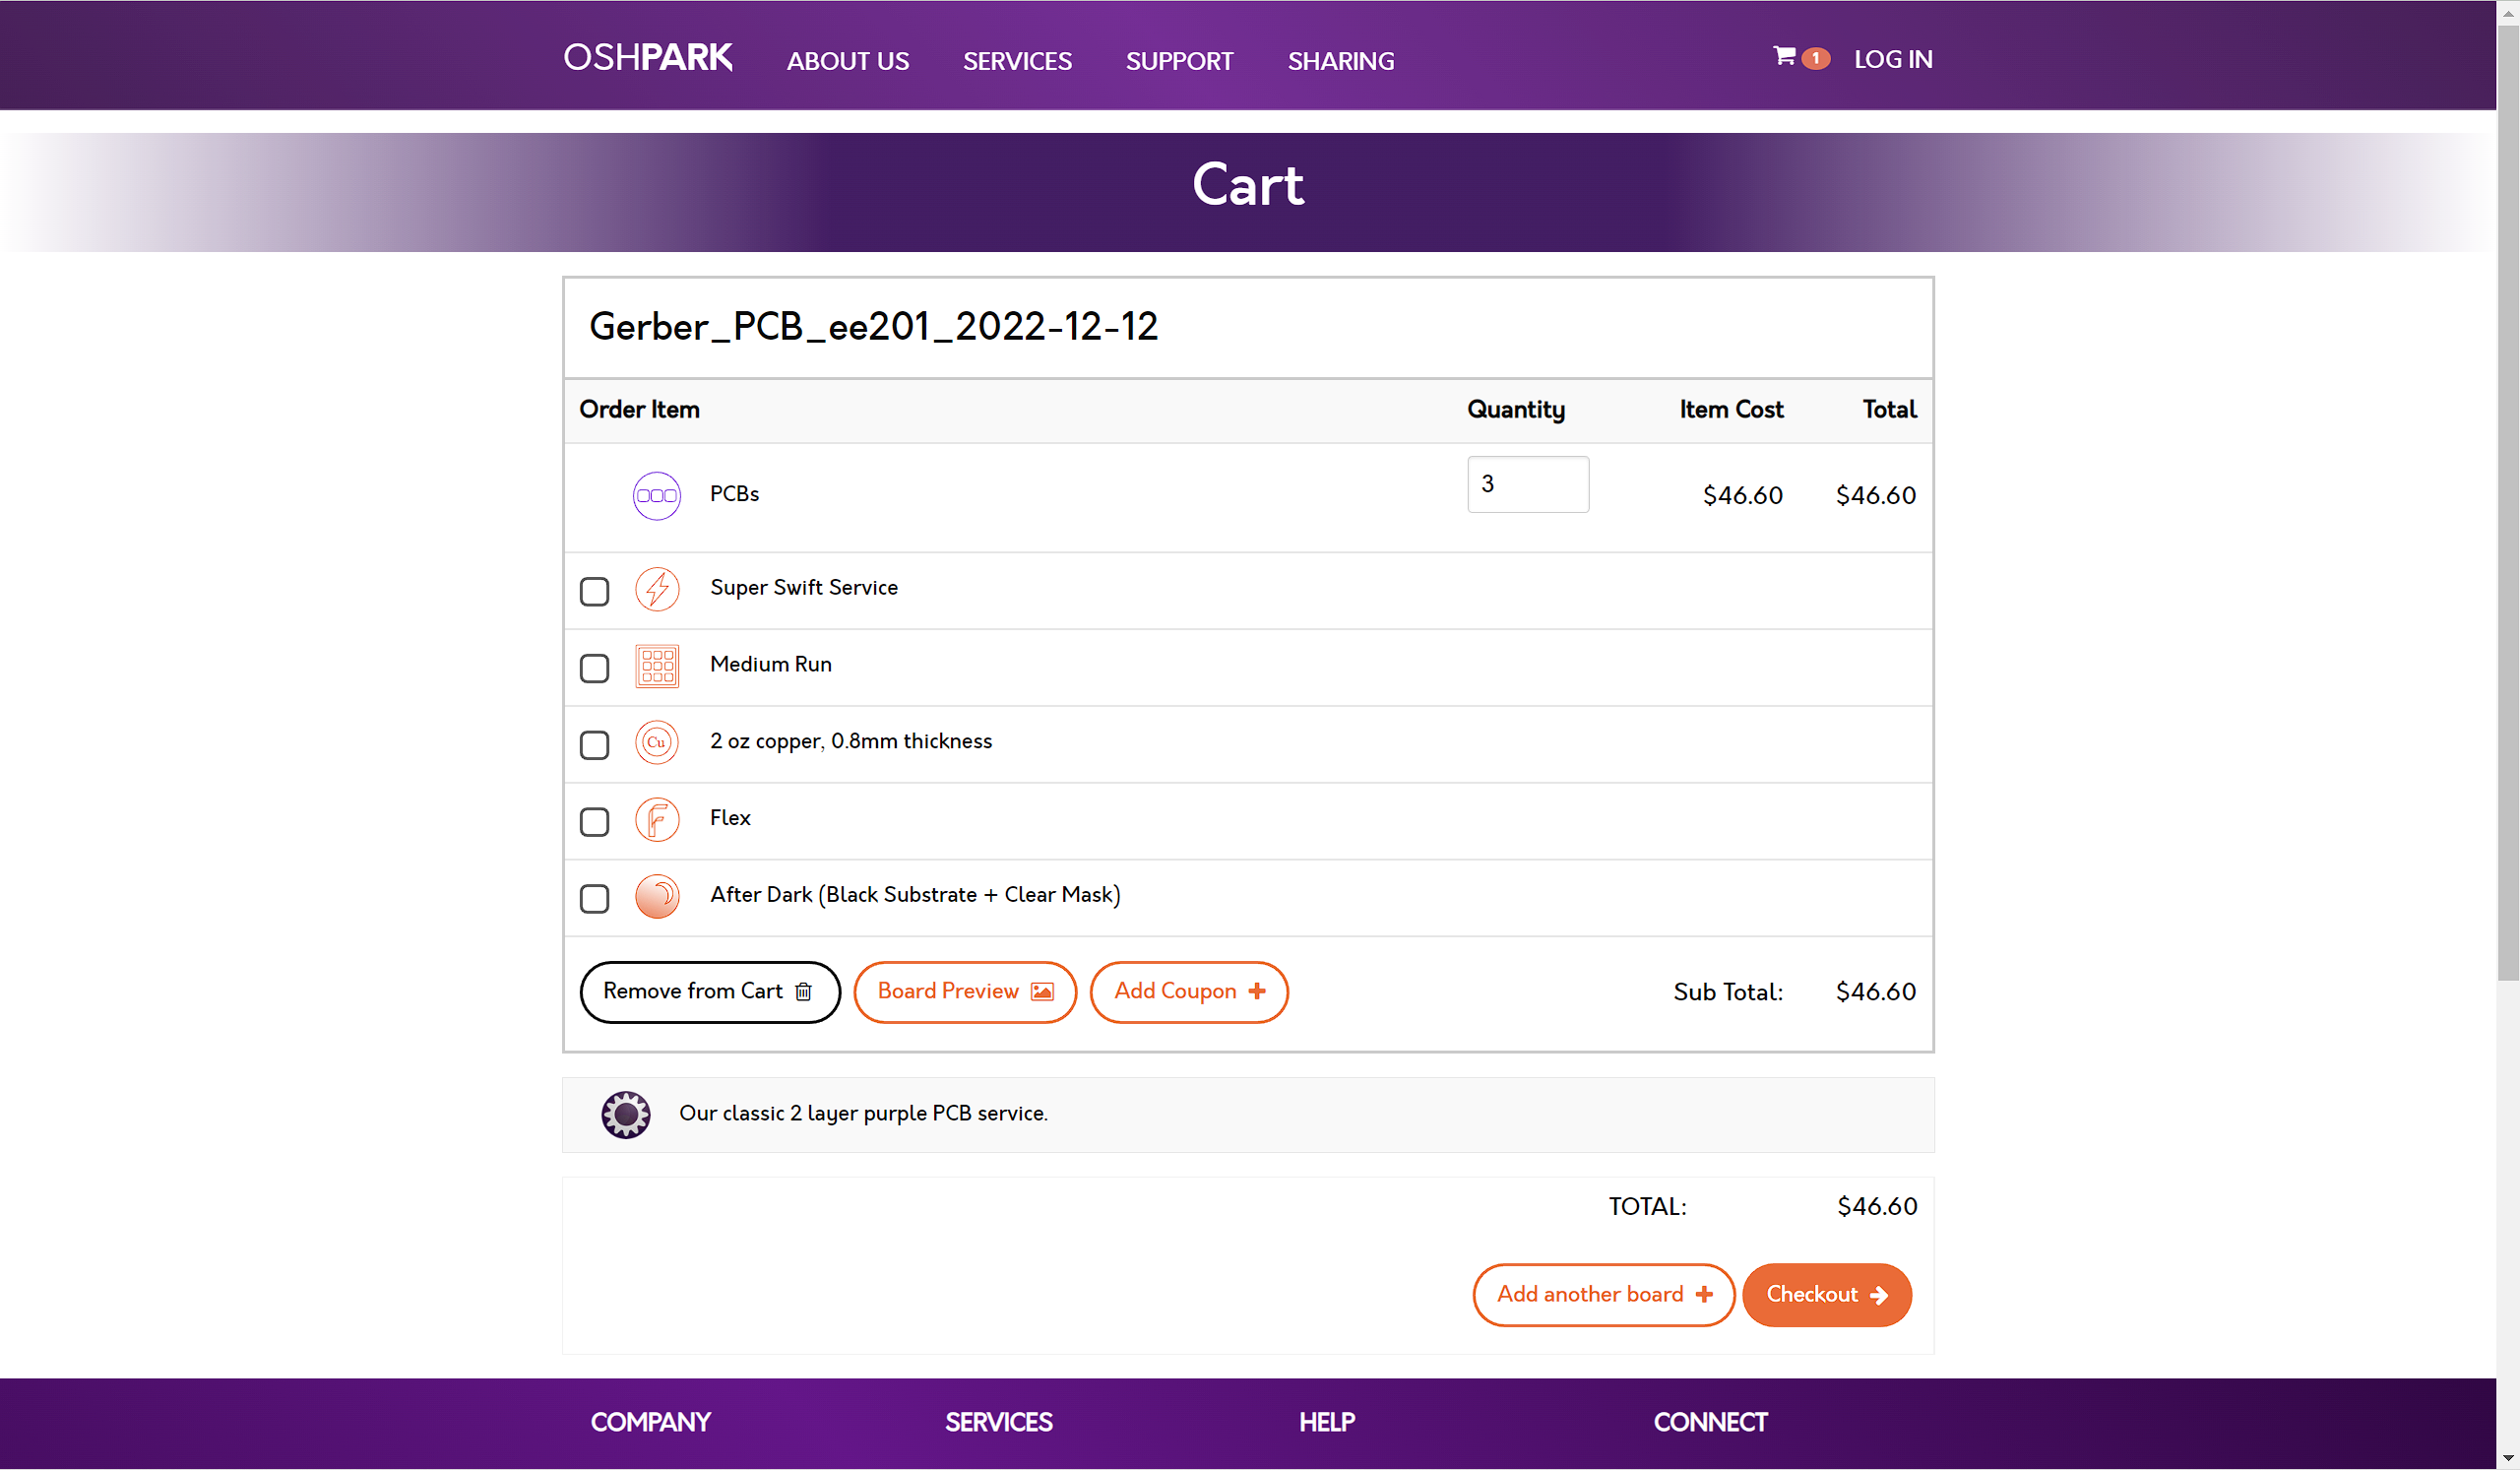 OSHPARK ABOUT US SERVICES SUPPORT SHARING 1 LOG IN
Cart
Gerber_PCB_ee201_2022-12-12
Order Item Quantity Item Cost Total
PCBs 3 $46.60 $46.60
Super Swift Service
Medium Run
Cu 2 oz copper, 0.8mm thickness
F Flex
After Dark (Black Substrate + Clear Mask)
Remove from Cart Board Preview Add Coupon Sub Total: $46.60
Our classic 2 layer purple PCB service.
TOTAL: $46.60
Add another board Checkout
COMPANY SERVICES HELP CONNECT